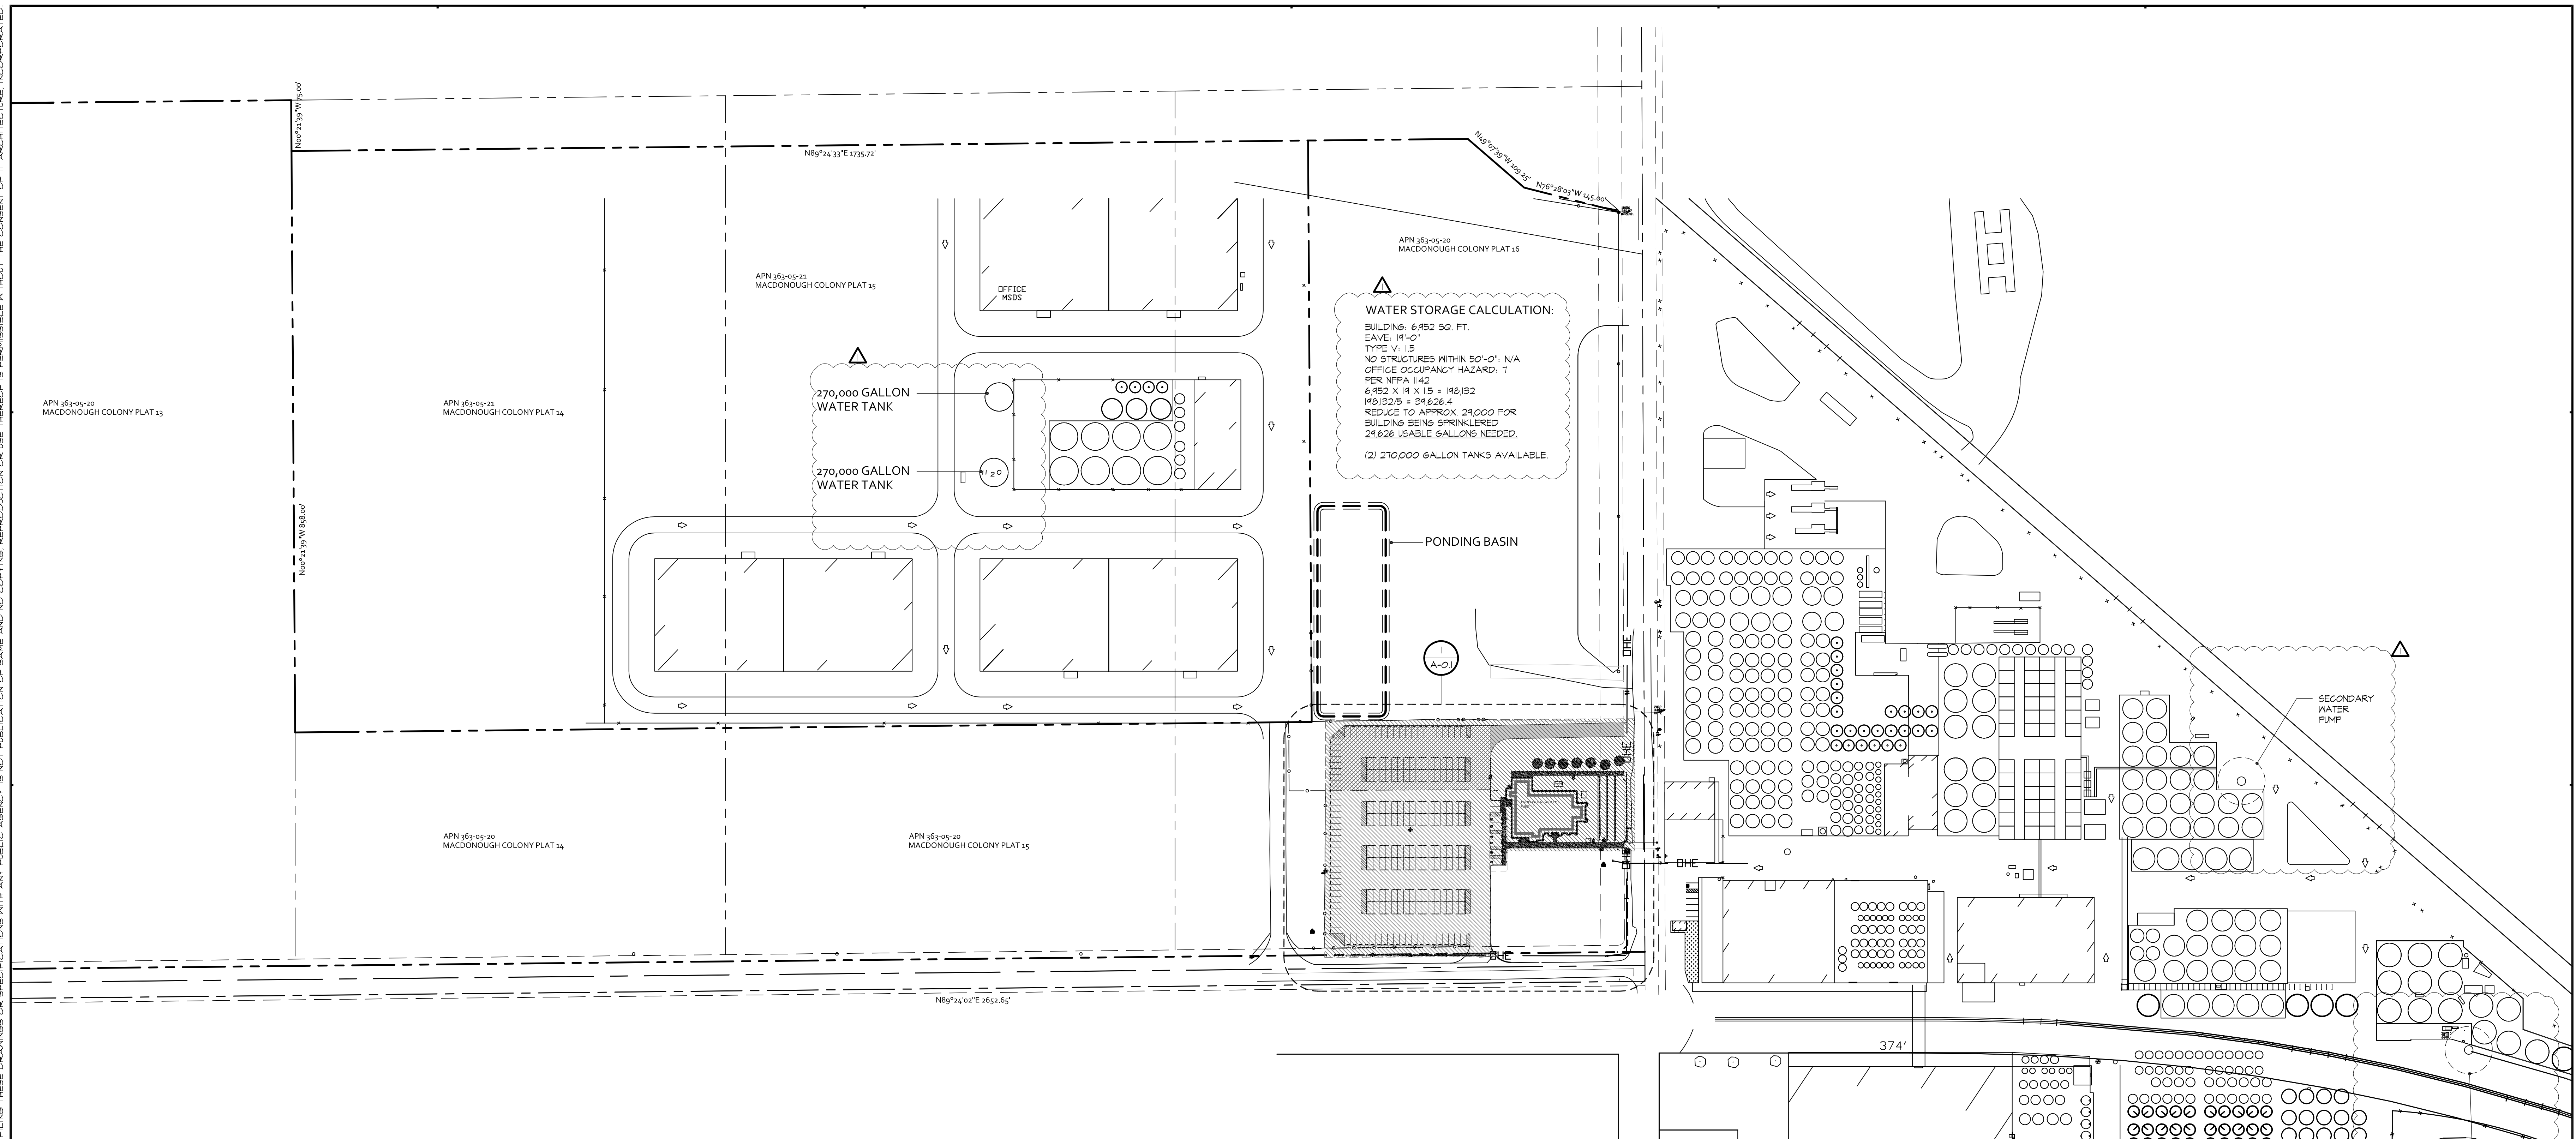 N00°21'39"W 75.00'
N89°24'33"E 1735.72'
N49°07'39"W 109.25'
N76°28'03"W 145.00'
APN 363-05-20
MACDONOUGH COLONY PLAT 16
APN 363-05-21
MACDONOUGH COLONY PLAT 15
OFFICE
MSDS
WATER STORAGE CALCULATION:
BUILDING: 6,952 SQ. FT.
EAVE: 19'-0"
TYPE V: 1.5
NO STRUCTURES WITHIN 50'-0": N/A
OFFICE OCCUPANCY HAZARD: 7
PER NFPA 1142
6,952 X 19 X 1.5 = 198,132
198,132/5 = 39,626.4
REDUCE TO APPROX. 29,000 FOR
BUILDING BEING SPRINKLERED
29,626 USABLE GALLONS NEEDED.
(2) 270,000 GALLON TANKS AVAILABLE.
270,000 GALLON
WATER TANK
270,000 GALLON
WATER TANK
120
APN 363-05-20
MACDONOUGH COLONY PLAT 13
APN 363-05-21
MACDONOUGH COLONY PLAT 14
N00°21'39"W 858.00'
PONDING BASIN
1
A-0.1
OHE
OHE
OHE
OHE
OHE
SECONDARY
WATER
PUMP
APN 363-05-20
MACDONOUGH COLONY PLAT 14
APN 363-05-20
MACDONOUGH COLONY PLAT 15
N89°24'02"E 2652.65'
374'